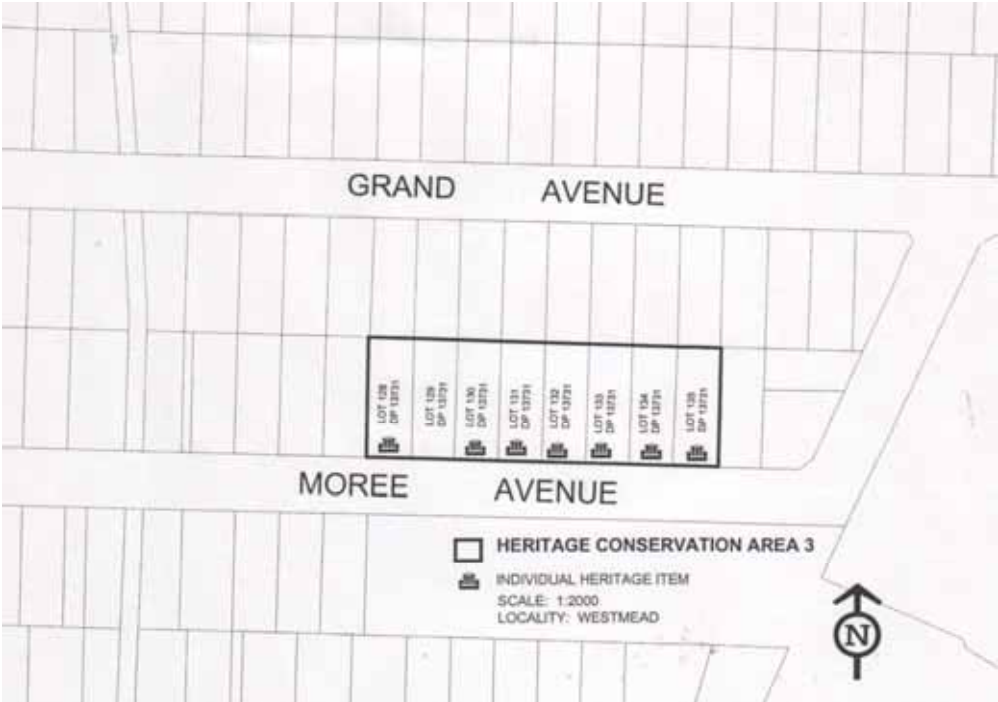 GRAND AVENUE
LOT 128
DP 13731
LOT 129
DP 13731
LOT 130
DP 13731
LOT 131
DP 13731
LOT 132
DP 13731
LOT 133
DP 13731
LOT 134
DP 13731
LOT 135
DP 13731
MOREE AVENUE
HERITAGE CONSERVATION AREA 3
INDIVIDUAL HERITAGE ITEM
SCALE: 1:2000
LOCALITY: WESTMEAD
N